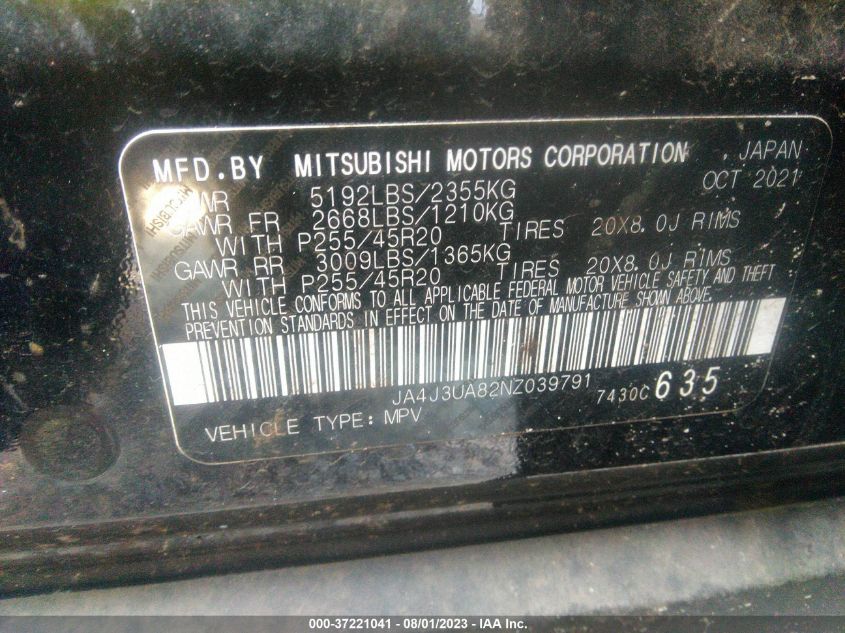 MFD.BY MITSUBISHI MOTORS CORPORATION , JAPAN
GVWR 5192LBS/2355KG OCT 2021
GAWR FR 2668LBS/1210KG
WITH P255/45R20 TIRES 20X8.0J RIMS
GAWR RR 3009LBS/1365KG
WITH P255/45R20 TIRES 20X8.0J RIMS
THIS VEHICLE CONFORMS TO ALL APPLICABLE FEDERAL MOTOR VEHICLE SAFETY AND THEFT
PREVENTION STANDARDS IN EFFECT ON THE DATE OF MANUFACTURE SHOWN ABOVE.
JA4J3UA82NZ039791 7430C 635
VEHICLE TYPE: MPV
000-37221041 - 08/01/2023 - IAA Inc.